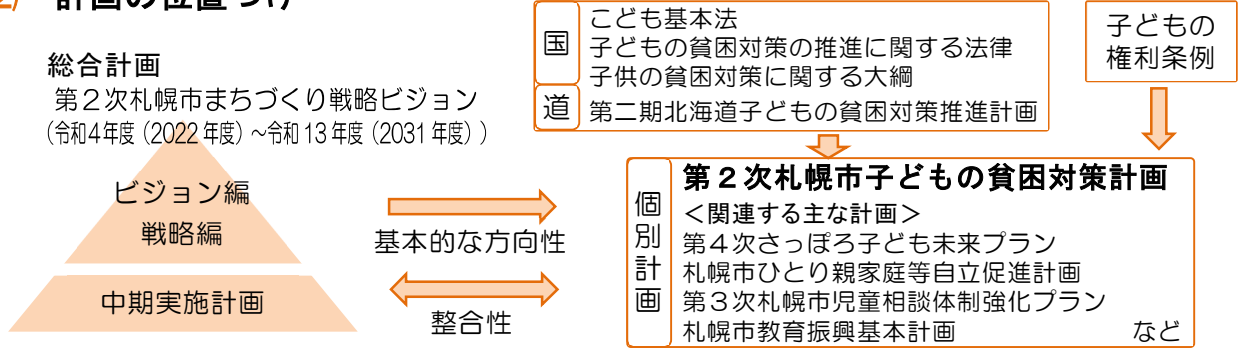 計画の位置づけ
総合計画
第2次札幌市まちづくり戦略ビジョン
(令和4年度(2022年度)~令和13年度(2031年度))
ビジョン編
戦略編
中期実施計画
基本的な方向性
整合性
国
こども基本法
子どもの貧困対策の推進に関する法律
子供の貧困対策に関する大綱
道
第二期北海道子どもの貧困対策推進計画
子どもの
権利条例
個別計画
第2次札幌市子どもの貧困対策計画
<関連する主な計画>
第4次さっぽろ子ども未来プラン
札幌市ひとり親家庭等自立促進計画
第3次札幌市児童相談体制強化プラン
札幌市教育振興基本計画 など